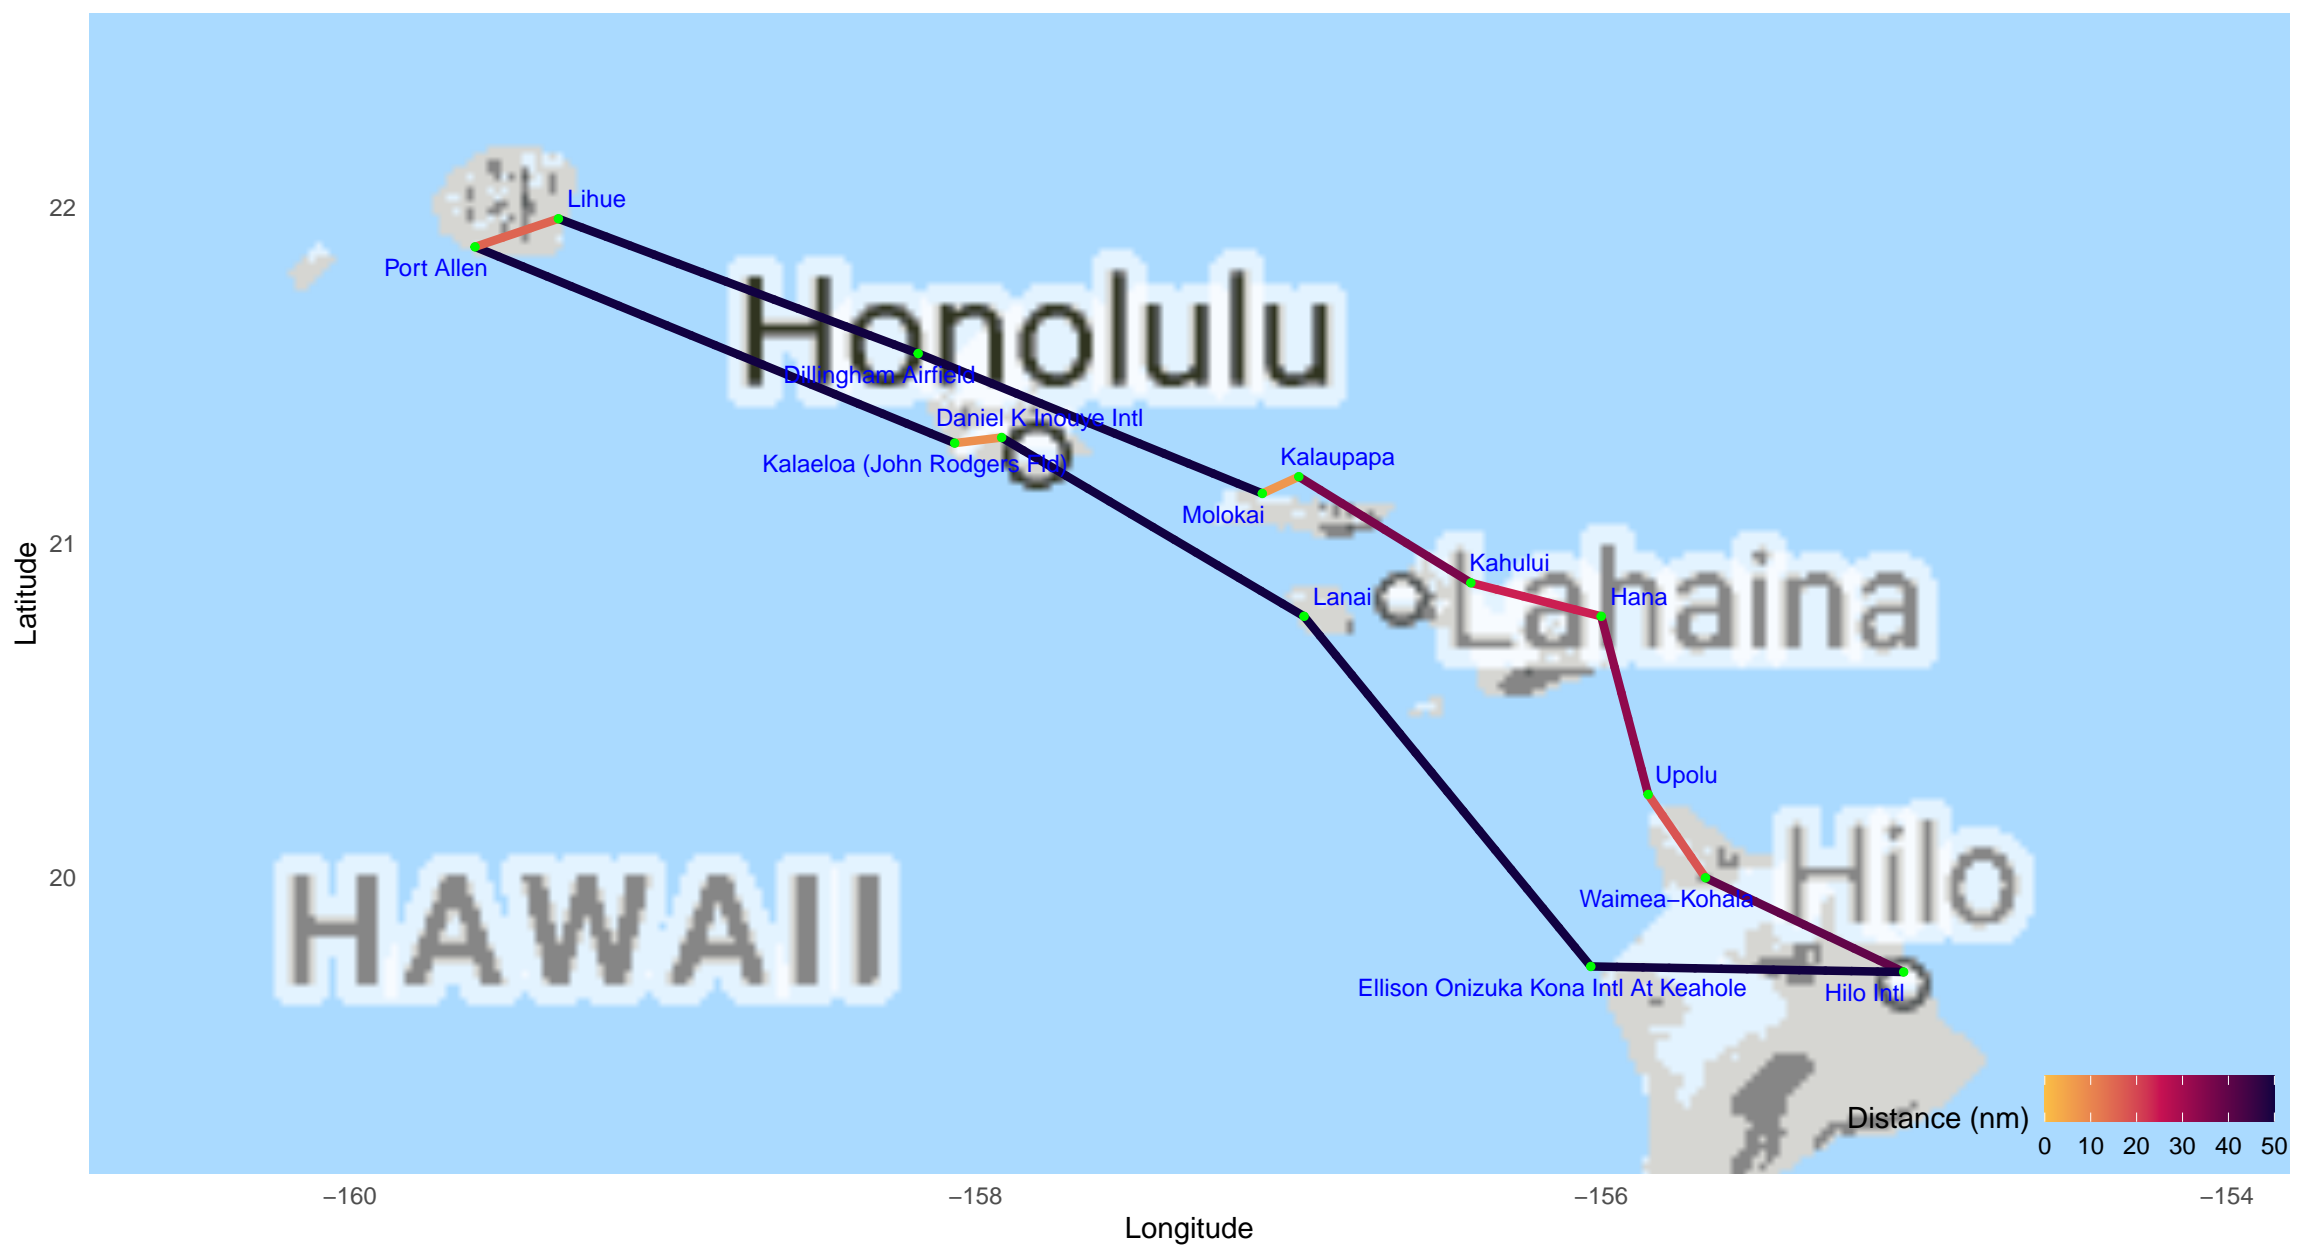 22
Lihue
Port Allen
Honolulu
Dillingham Airfield
Daniel K Inouye Intl
Kalaeloa (John Rodgers Fld)
Kalaupapa
Molokai
21
Latitude
Kahului
Lanai
Hana
Lahaina
Upolu
Hilo
20
HAWAII
Waimea−Kohala
Ellison Onizuka Kona Intl At Keahole
Hilo Intl
Distance (nm)
0 10 20 30 40 50
−160 −158 −156 −154
Longitude